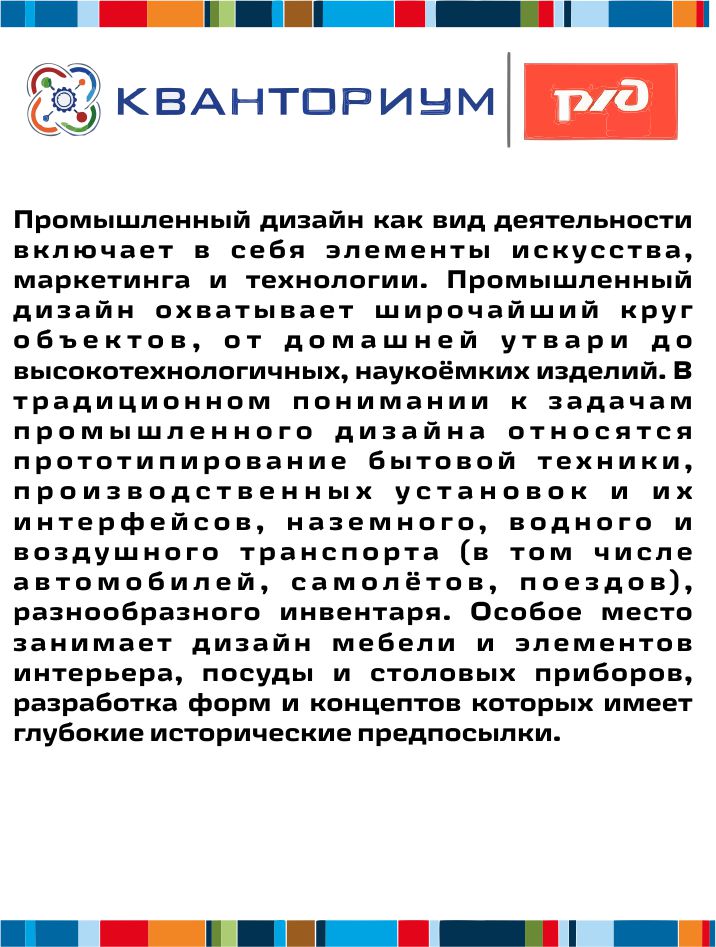 КВАНТОРИУМ
ржд
Промышленный дизайн как вид деятельности
включает в себя элементы искусства,
маркетинга и технологии. Промышленный
дизайн охватывает широчайший круг
объектов, от домашней утвари до
высокотехнологичных, наукоёмких изделий. В
традиционном понимании к задачам
промышленного дизайна относятся
прототипирование бытовой техники,
производственных установок и их
интерфейсов, наземного, водного и
воздушного транспорта (в том числе
автомобилей, самолётов, поездов),
разнообразного инвентаря. Особое место
занимает дизайн мебели и элементов
интерьера, посуды и столовых приборов,
разработка форм и концептов которых имеет
глубокие исторические предпосылки.